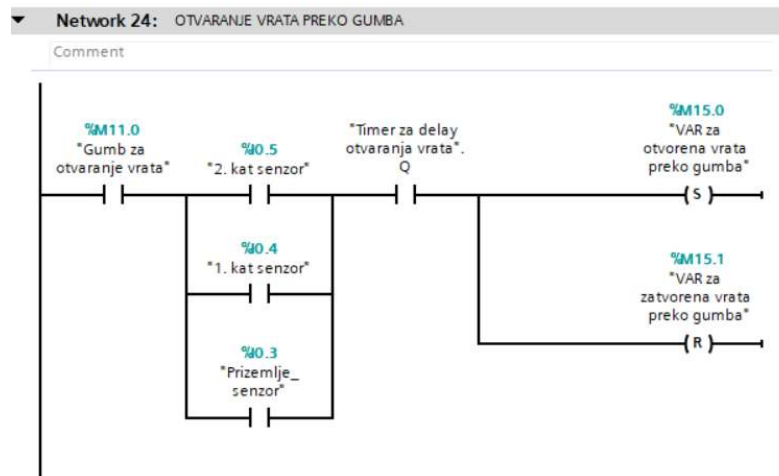 Network 24: OTVARANJE VRATA PREKO GUMBA
Comment
%M11.0
"Gumb za
otvaranje vrata"
%I0.5
"2. kat senzor"
"Timer za delay
otvaranja vrata".
Q
%M15.0
"VAR za
otvorena vrata
preko gumba"
S
%I0.4
"1. kat senzor"
%M15.1
"VAR za
zatvorena vrata
preko gumba"
R
%I0.3
"Prizemlje_
senzor"